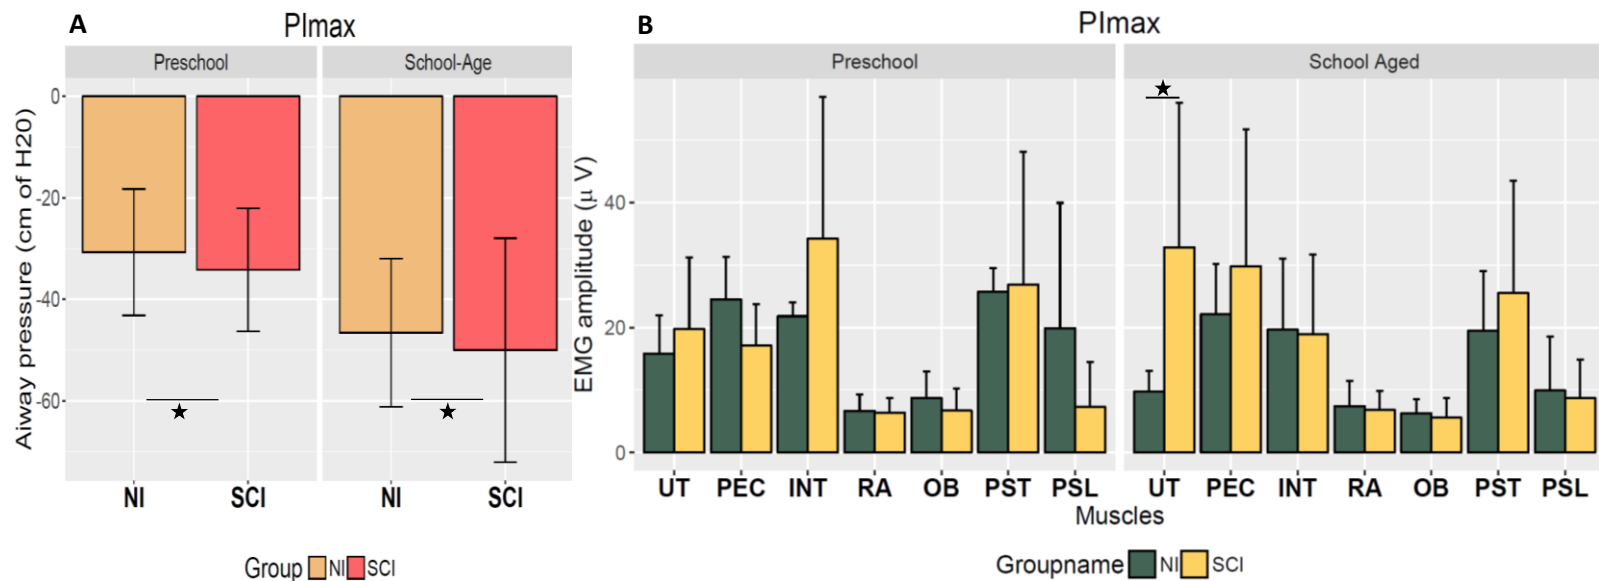 A
PImax
Preschool
School-Age
Aiway pressure (cm of H20)
0
-20
-40
-60
NI
SCI
NI
SCI
Group NI SCI
B
PImax
Preschool
School Aged
EMG amplitude (μ V)
40
20
0
UT PEC INT RA OB PST PSL
UT PEC INT RA OB PST PSL
Muscles
Groupname NI SCI